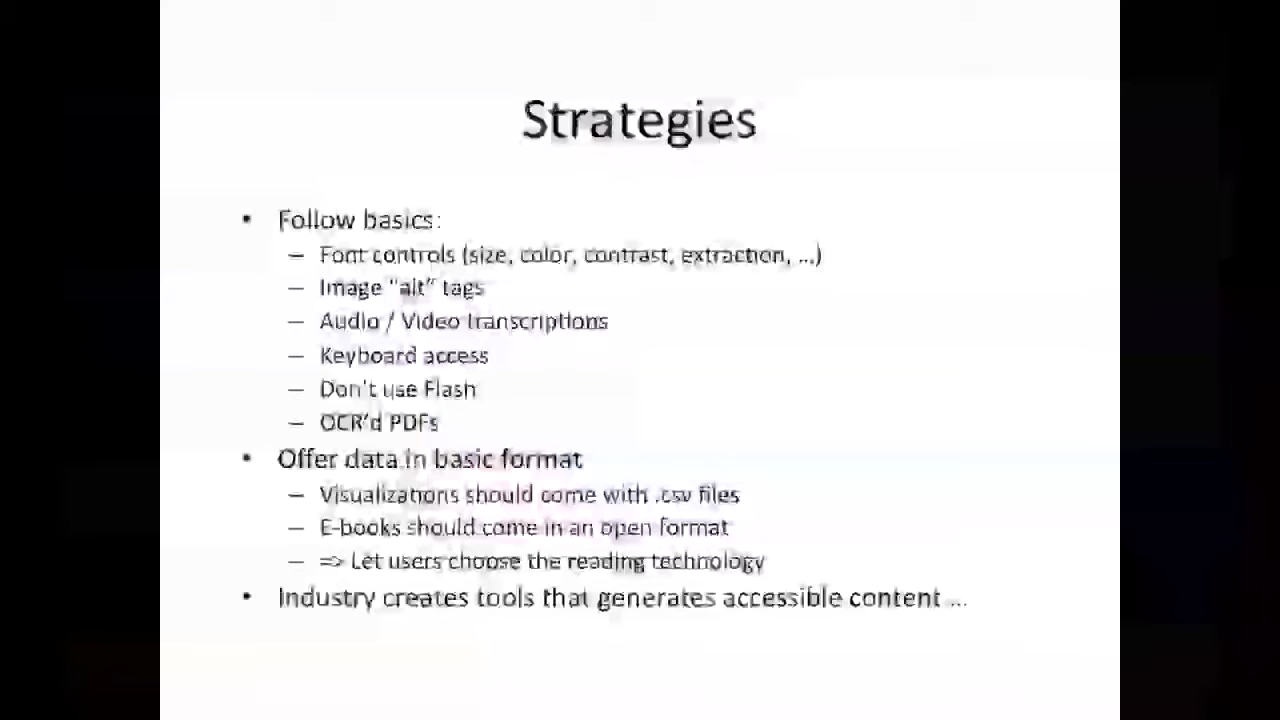 Strategies
• Follow basics:
– Font controls (size, color, contrast, extraction, ...)
– Image "alt" tags
– Audio / Video transcriptions
– Keyboard access
– Don't use Flash
– OCR'd PDFs
• Offer data in basic format
– Visualizations should come with .csv files
– E-books should come in an open format
– => Let users choose the reading technology
• Industry creates tools that generates accessible content ...